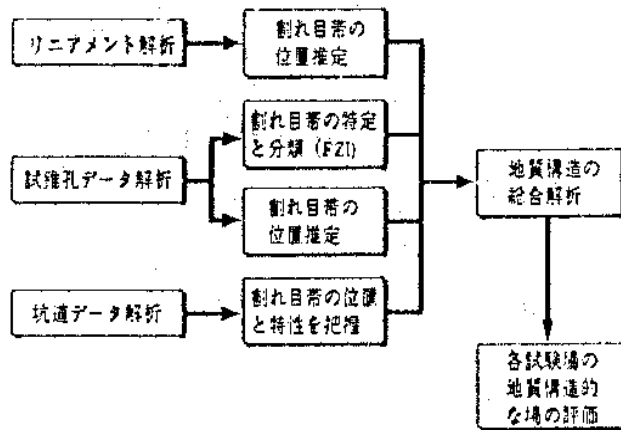 リニアメント解析
割れ目帯の
位置推定
割れ目帯の特定
と分類 (FZI)
試錐孔データ解析
割れ目帯の
位置推定
地質構造の
総合解析
坑道データ解析
割れ目帯の位置
と特性を把握
各試験場の
地質構造的
な場の評価